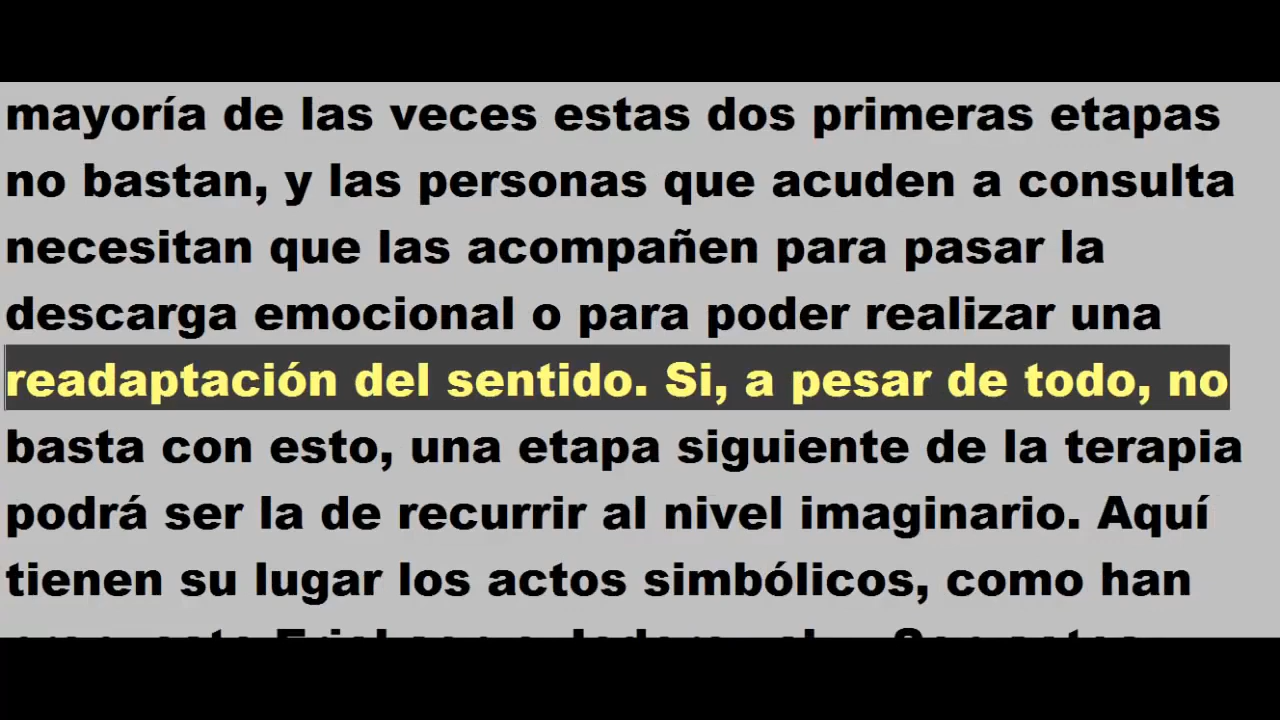 mayoría de las veces estas dos primeras etapas
no bastan, y las personas que acuden a consulta
necesitan que las acompañen para pasar la
descarga emocional o para poder realizar una
readaptación del sentido. Si, a pesar de todo, no
basta con esto, una etapa siguiente de la terapia
podrá ser la de recurrir al nivel imaginario. Aquí
tienen su lugar los actos simbólicos, como han